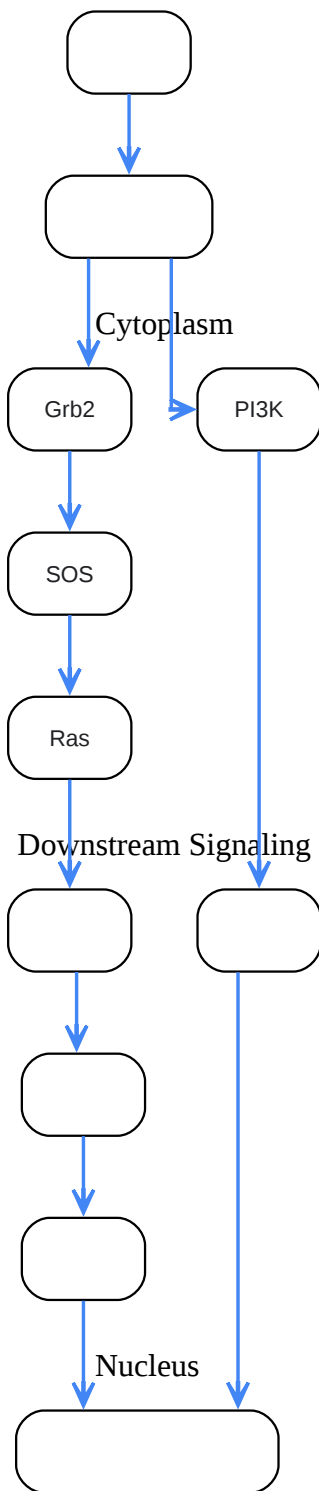 Cytoplasm
Grb2
PI3K
SOS
Ras
Downstream Signaling
Nucleus